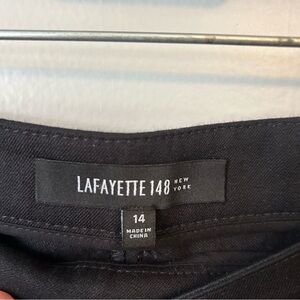 LAFAYETTE 148 NEW YORK
14
MADE IN
CHINA